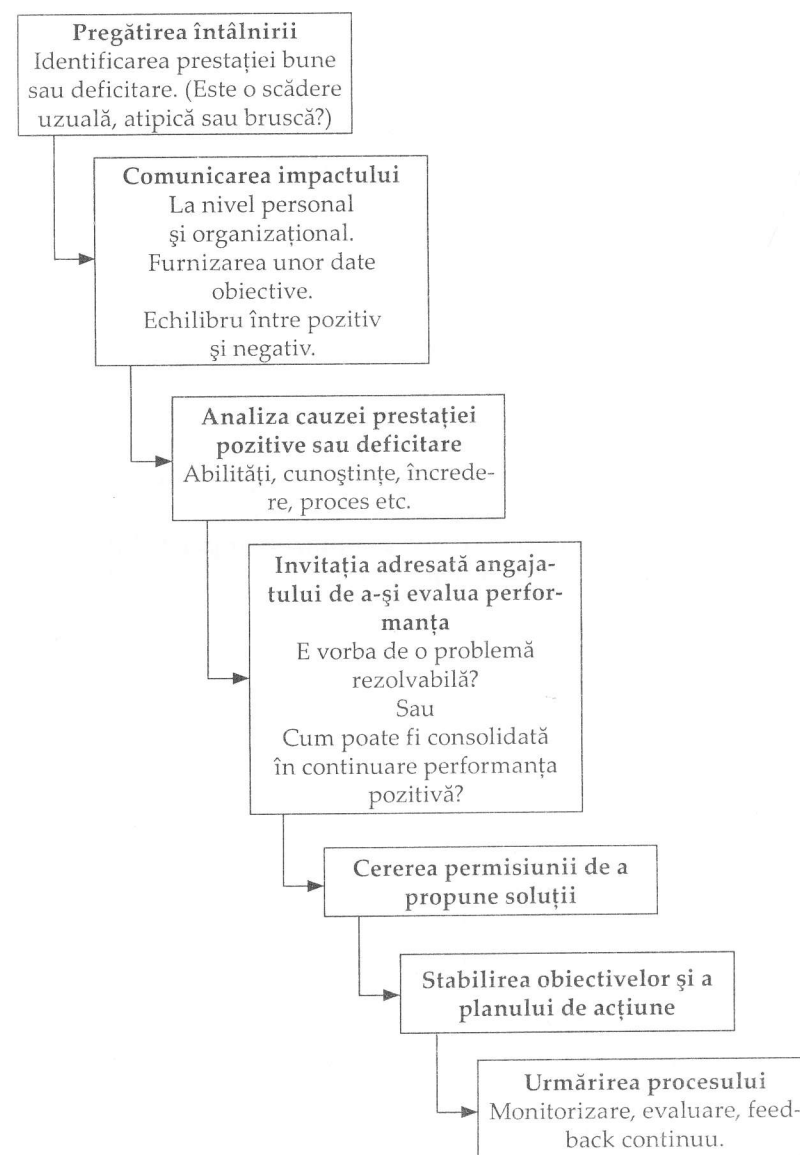 Pregătirea întâlnirii
Identificarea prestației bune
sau deficitare. (Este o scădere
uzuală, atipică sau bruscă?)
Comunicarea impactului
La nivel personal
şi organizațional.
Furnizarea unor date
obiective.
Echilibru între pozitiv
şi negativ.
Analiza cauzei prestației
pozitive sau deficitare
Abilități, cunoştințe, încrede-
re, proces etc.
Invitația adresată angaja-
tului de a-şi evalua perfor-
manța
E vorba de o problemă
rezolvabilă?
Sau
Cum poate fi consolidată
în continuare performanța
pozitivă?
Cererea permisiunii de a
propune soluții
Stabilirea obiectivelor şi a
planului de acțiune
Urmărirea procesului
Monitorizare, evaluare, feed-
back continuu.